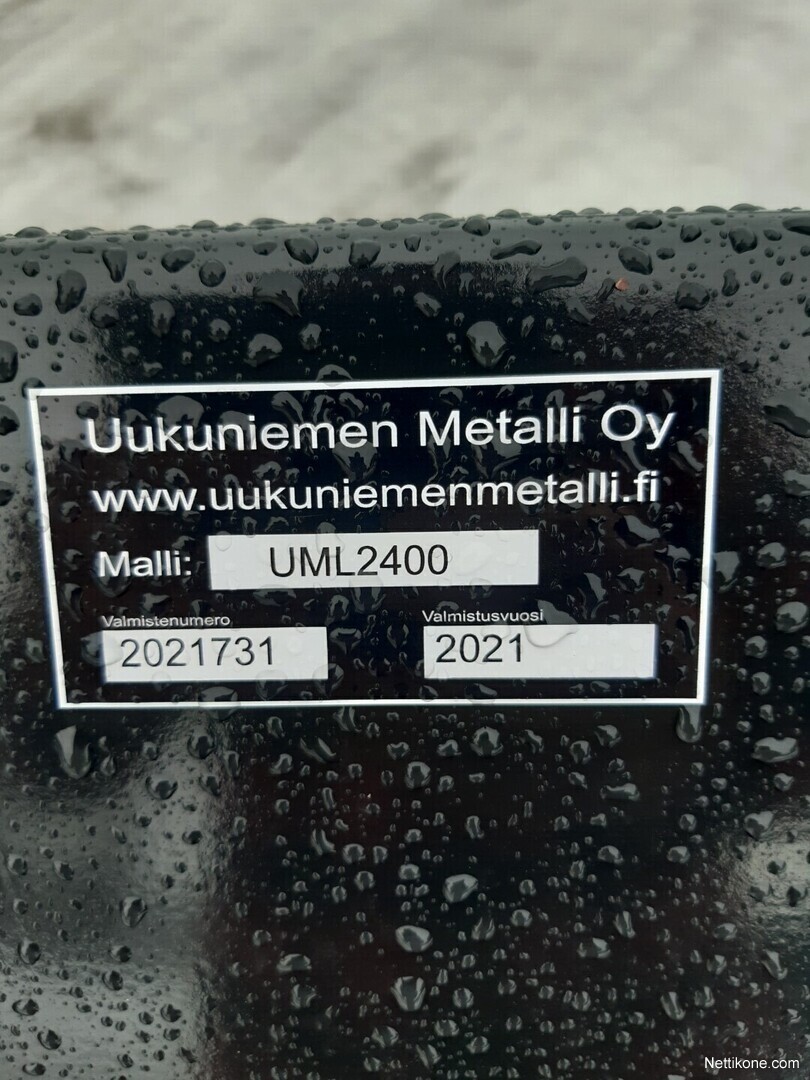 Uukuniemen Metalli Oy
www.uukuniemenmetalli.fi
Malli: UML2400
Valmistenumero Valmistusvuosi
2021731 2021
Nettikone.com